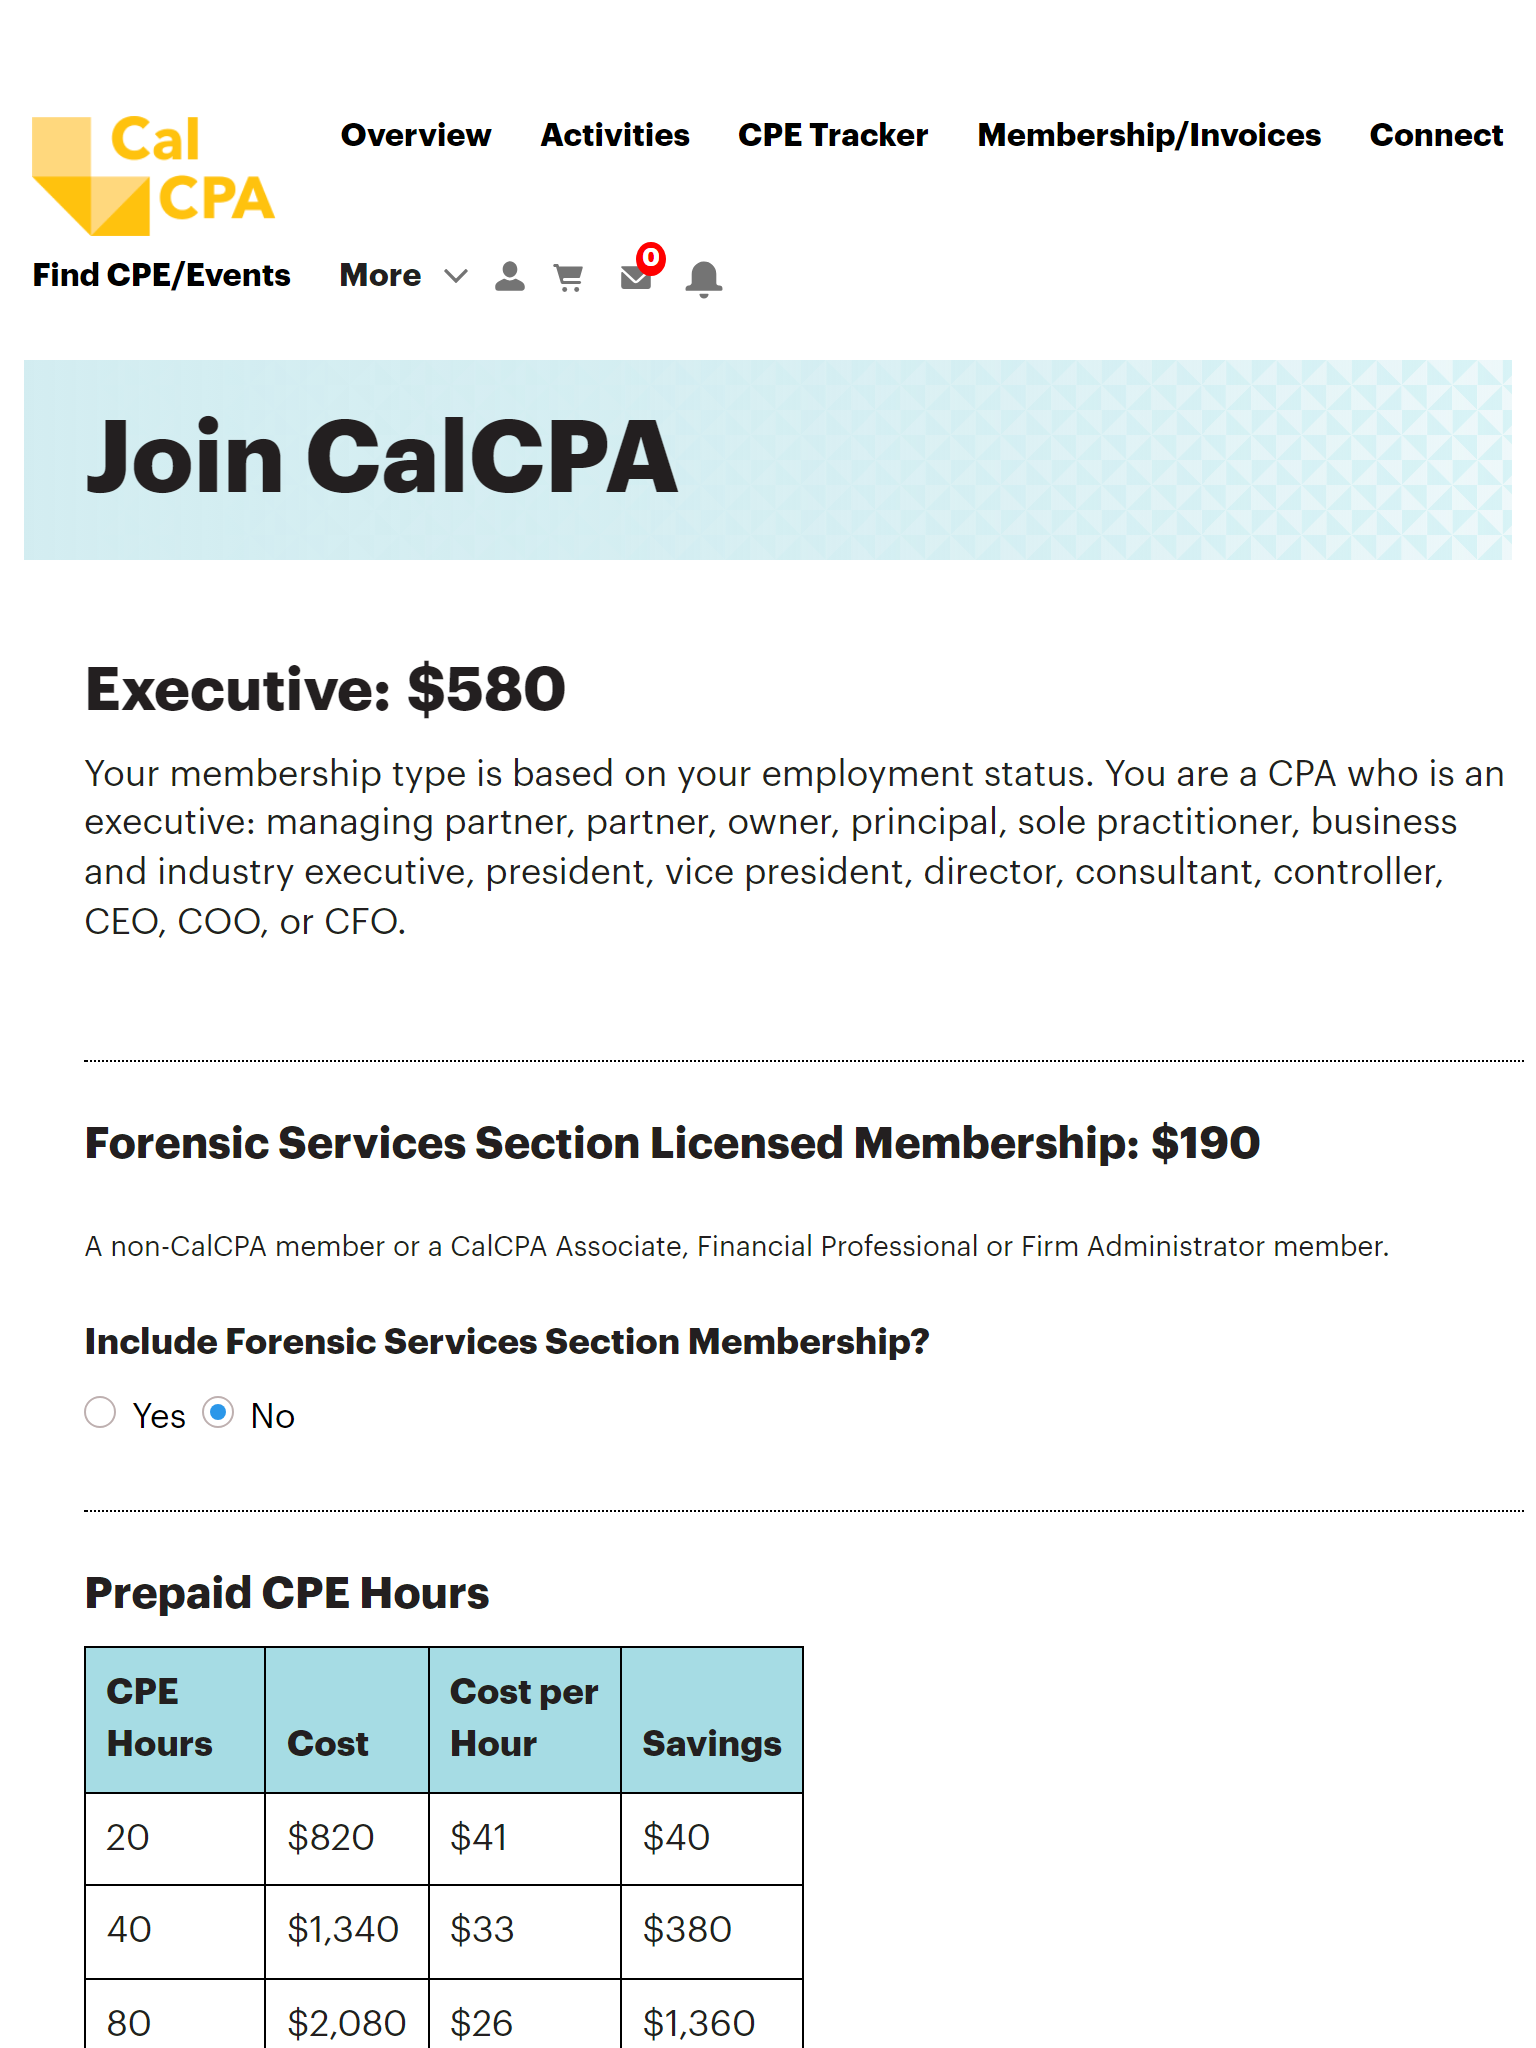 Cal
CPA
Overview Activities CPE Tracker Membership/Invoices Connect
Find CPE/Events More 0
Join CalCPA
Executive: $580
Your membership type is based on your employment status. You are a CPA who is an
executive: managing partner, partner, owner, principal, sole practitioner, business
and industry executive, president, vice president, director, consultant, controller,
CEO, COO, or CFO.
Forensic Services Section Licensed Membership: $190
A non-CalCPA member or a CalCPA Associate, Financial Professional or Firm Administrator member.
Include Forensic Services Section Membership?
Yes No
Prepaid CPE Hours
CPE Hours Cost Cost per Hour Savings
20 $820 $41 $40
40 $1,340 $33 $380
80 $2,080 $26 $1,360